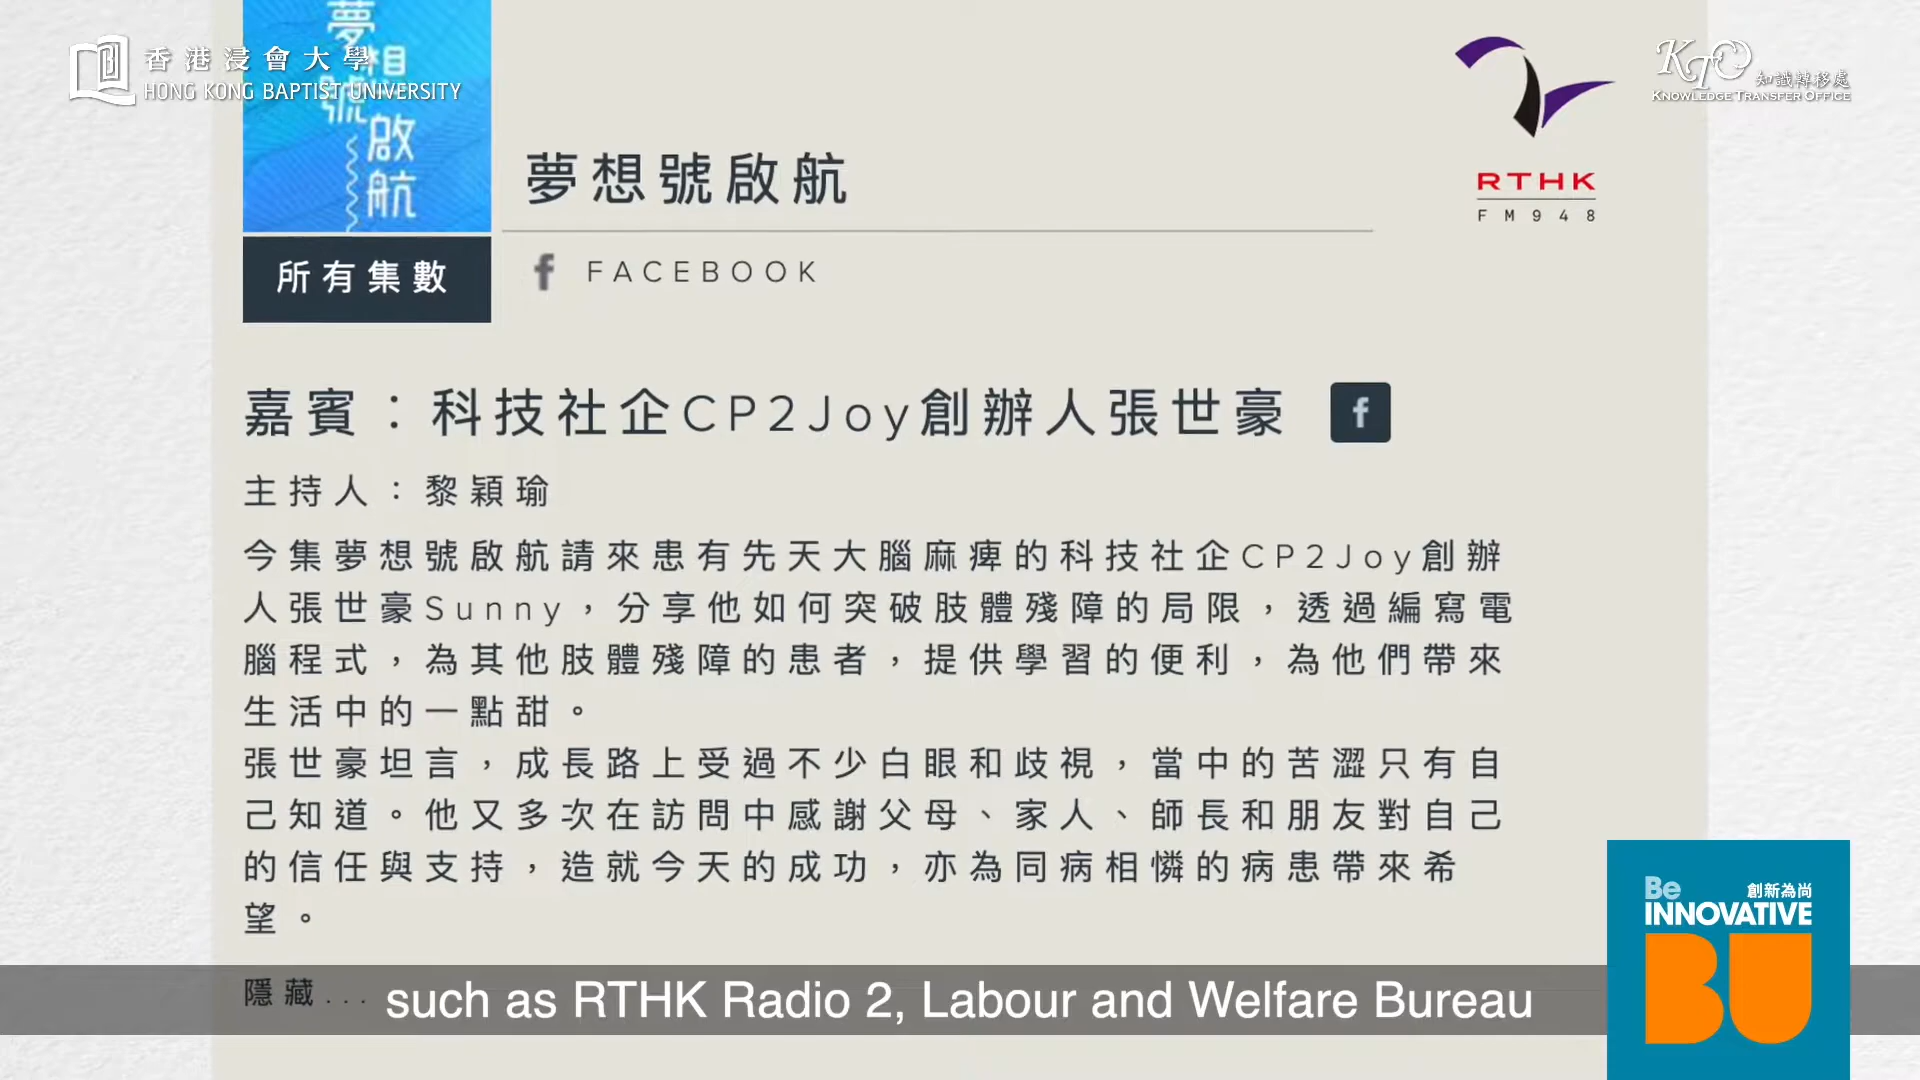 香港浸會大學
HONG KONG BAPTIST UNIVERSITY
夢想號啟航
KTO 知識轉移處
KNOWLEDGE TRANSFER OFFICE
夢想號啟航
RTHK
FM948
所有集數
f FACEBOOK
嘉賓：科技社企CP2Joy創辦人張世豪 f
主持人：黎穎瑜
今集夢想號啟航請來患有先天大腦麻痺的科技社企CP2Joy創辦
人張世豪Sunny，分享他如何突破肢體殘障的局限，透過編寫電
腦程式，為其他肢體殘障的患者，提供學習的便利，為他們帶來
生活中的一點甜。
張世豪坦言，成長路上受過不少白眼和歧視，當中的苦澀只有自
己知道。他又多次在訪問中感謝父母、家人、師長和朋友對自己
的信任與支持，造就今天的成功，亦為同病相憐的病患帶來希
望。
隱藏...
such as RTHK Radio 2, Labour and Welfare Bureau
Be 創新為尚
INNOVATIVE
BU